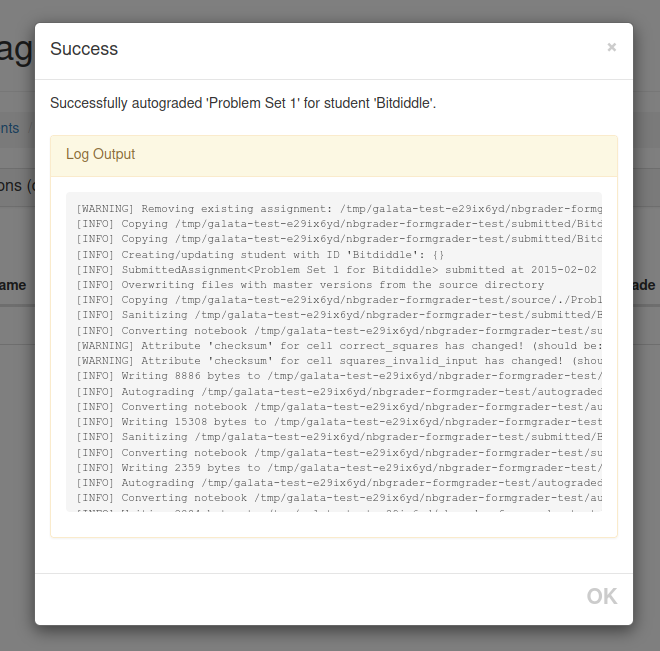 ag
Success
×
Successfully autograded 'Problem Set 1' for student 'Bitdiddle'.
nts
Log Output
ons (
[WARNING] Removing existing assignment: /tmp/galata-test-e29ix6yd/nbgrader-formg
[INFO] Copying /tmp/galata-test-e29ix6yd/nbgrader-formgrader-test/submitted/Bitd
[INFO] Copying /tmp/galata-test-e29ix6yd/nbgrader-formgrader-test/submitted/Bitd
[INFO] Creating/updating student with ID 'Bitdiddle': {}
[INFO] SubmittedAssignment<Problem Set 1 for Bitdiddle> submitted at 2015-02-02
[INFO] Overwriting files with master versions from the source directory
ame
ade
[INFO] Copying /tmp/galata-test-e29ix6yd/nbgrader-formgrader-test/source/./Probl
[INFO] Sanitizing /tmp/galata-test-e29ix6yd/nbgrader-formgrader-test/submitted/B
[INFO] Converting notebook /tmp/galata-test-e29ix6yd/nbgrader-formgrader-test/su
[WARNING] Attribute 'checksum' for cell correct_squares has changed! (should be:
[WARNING] Attribute 'checksum' for cell squares_invalid_input has changed! (shou
[INFO] Writing 8886 bytes to /tmp/galata-test-e29ix6yd/nbgrader-formgrader-test/
[INFO] Autograding /tmp/galata-test-e29ix6yd/nbgrader-formgrader-test/autograded
[INFO] Converting notebook /tmp/galata-test-e29ix6yd/nbgrader-formgrader-test/au
[INFO] Writing 15308 bytes to /tmp/galata-test-e29ix6yd/nbgrader-formgrader-test
[INFO] Sanitizing /tmp/galata-test-e29ix6yd/nbgrader-formgrader-test/submitted/B
[INFO] Converting notebook /tmp/galata-test-e29ix6yd/nbgrader-formgrader-test/su
[INFO] Writing 2359 bytes to /tmp/galata-test-e29ix6yd/nbgrader-formgrader-test/
[INFO] Autograding /tmp/galata-test-e29ix6yd/nbgrader-formgrader-test/autograded
[INFO] Converting notebook /tmp/galata-test-e29ix6yd/nbgrader-formgrader-test/au
OK